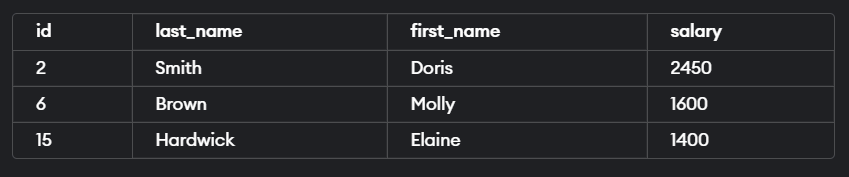 id last_name first_name salary
2 Smith Doris 2450
6 Brown Molly 1600
15 Hardwick Elaine 1400